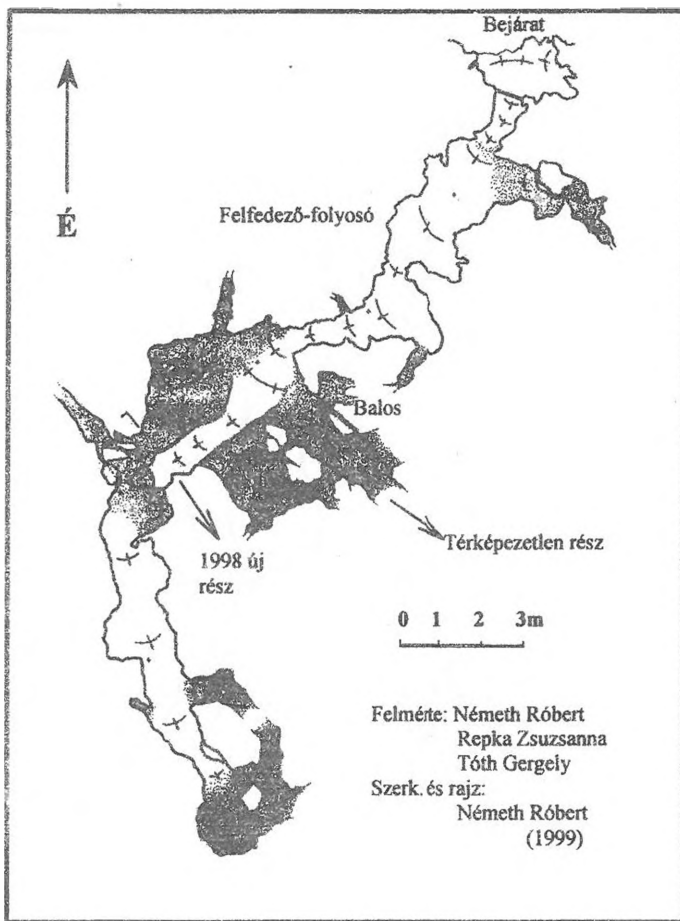 Bejárat
É
Felfedező-folyosó
Balos
1998 új
rész
Térképezetlen rész
0 1 2 3m
Felmérte: Németh Róbert
Repka Zsuzsanna
Tóth Gergely
Szerk. és rajz:
Németh Róbert
(1999)